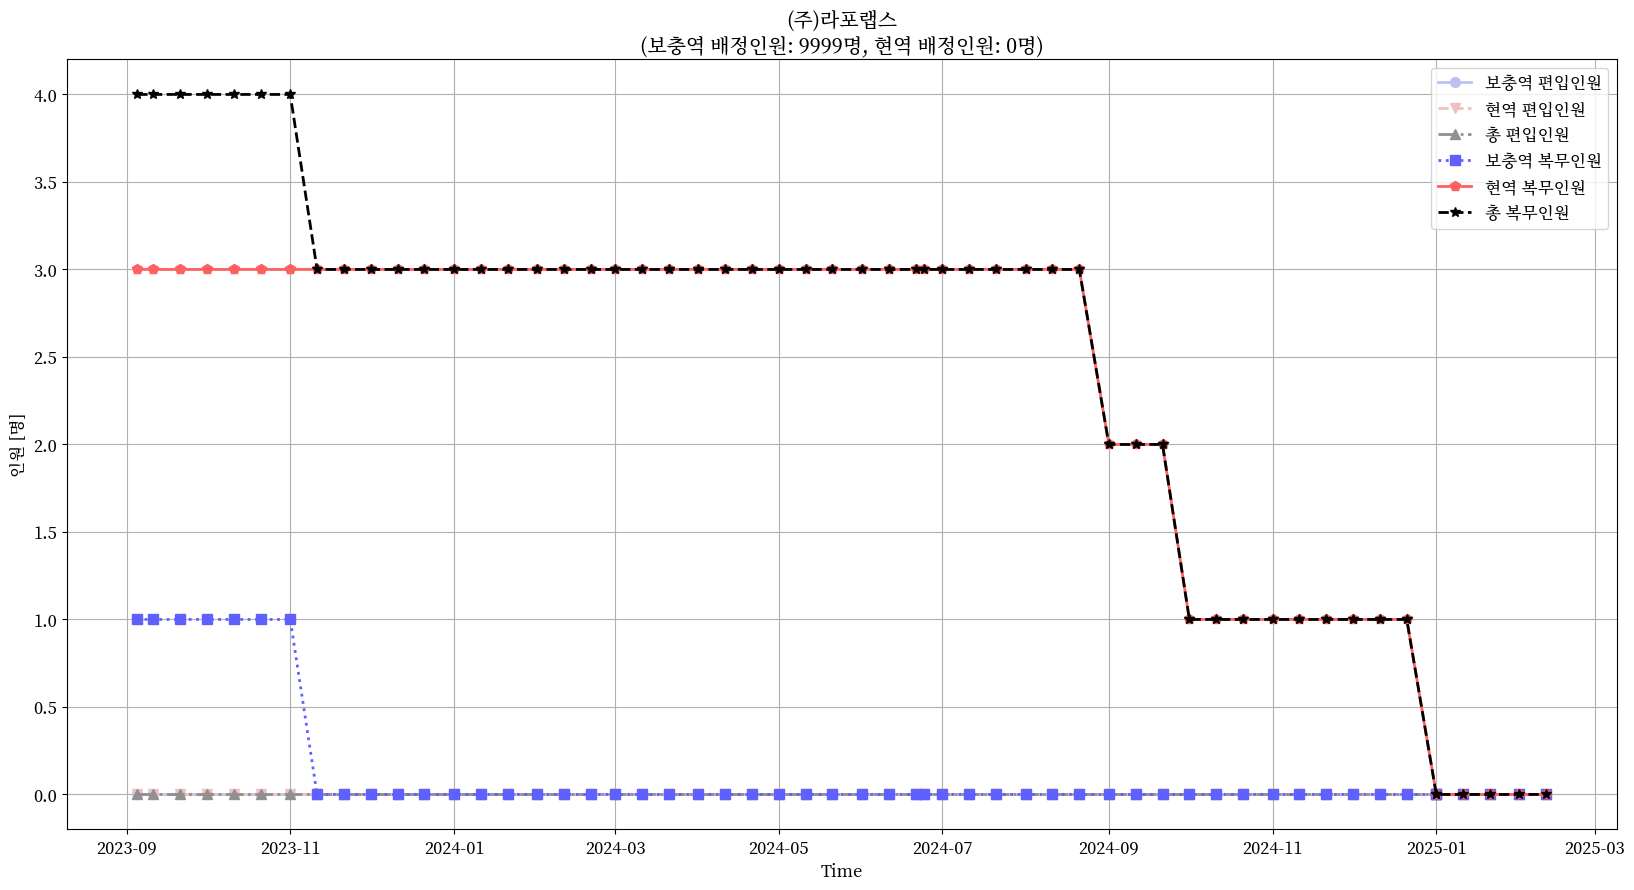 (주)라포랩스
(보충역 배정인원: 9999명, 현역 배정인원: 0명)
보충역 편입인원
현역 편입인원
총 편입인원
보충역 복무인원
현역 복무인원
총 복무인원
인원 [명]
4.0
3.5
3.0
2.5
2.0
1.5
1.0
0.5
0.0
2023-09 2023-11 2024-01 2024-03 2024-05 2024-07 2024-09 2024-11 2025-01 2025-03
Time